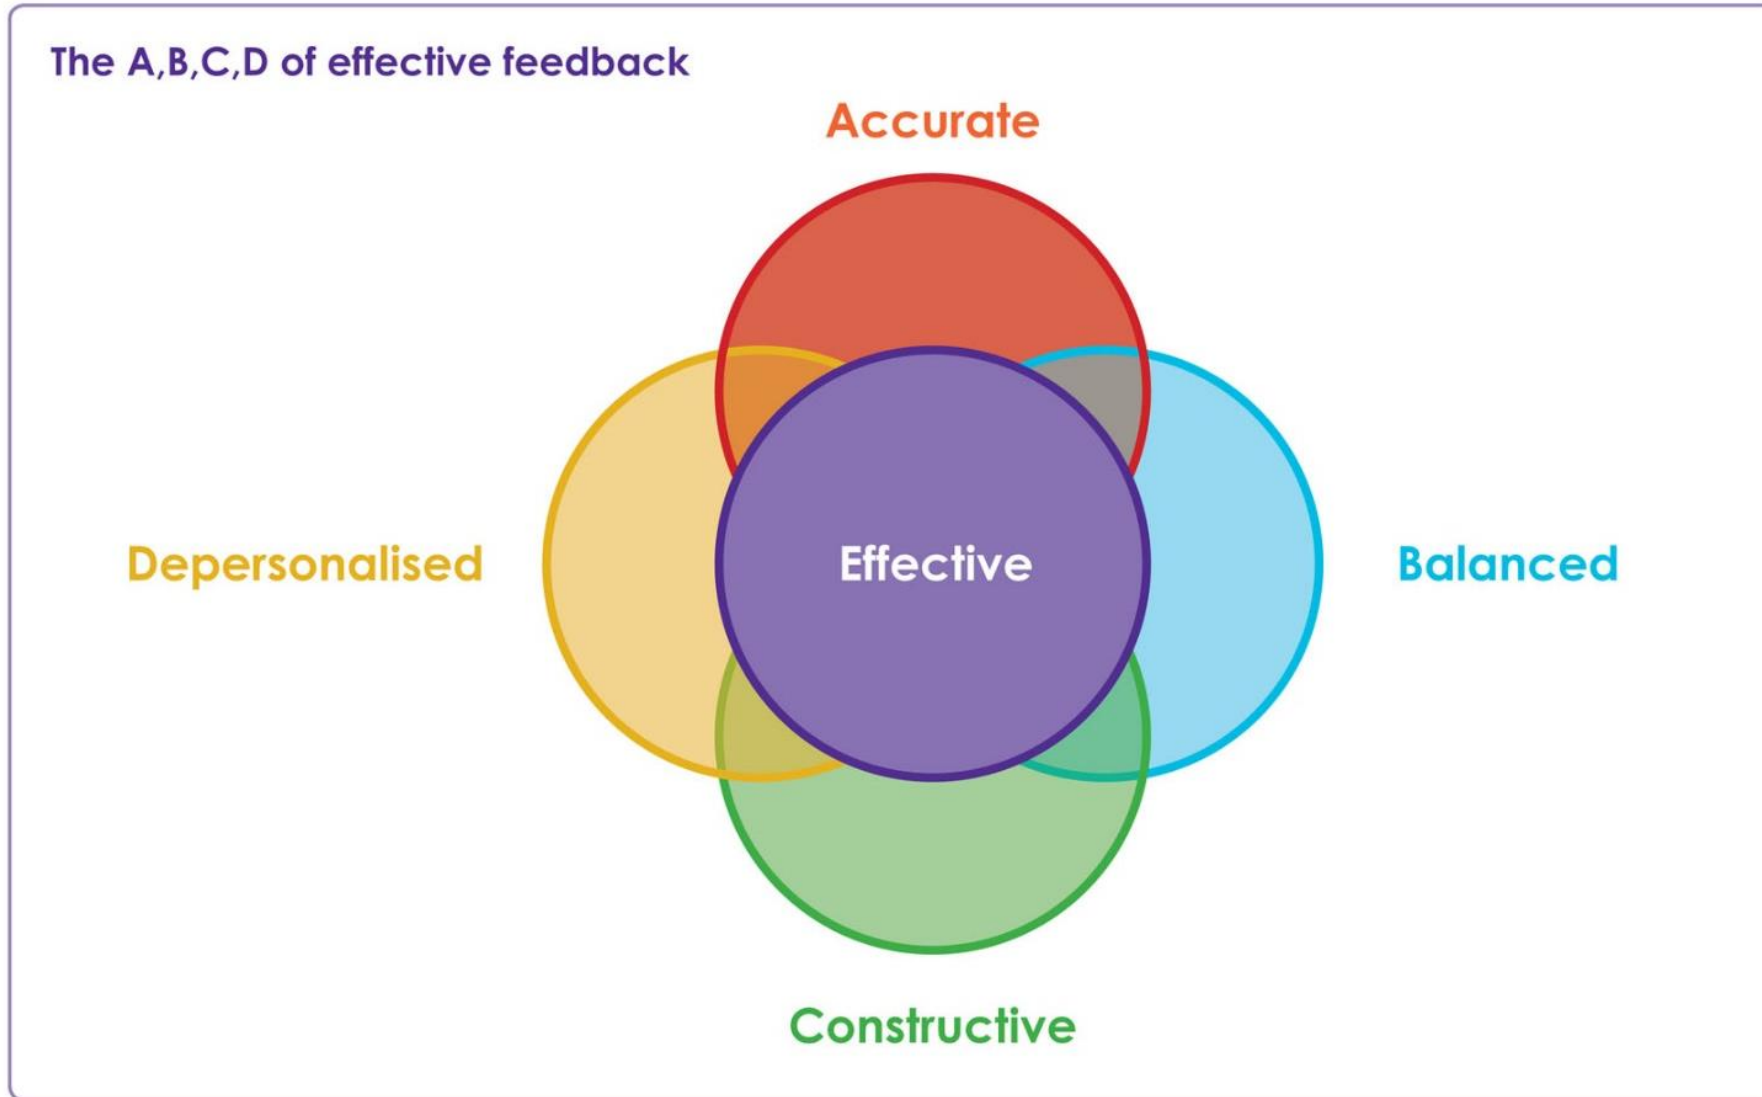 The A,B,C,D of effective feedback
Accurate
Depersonalised
Effective
Balanced
Constructive